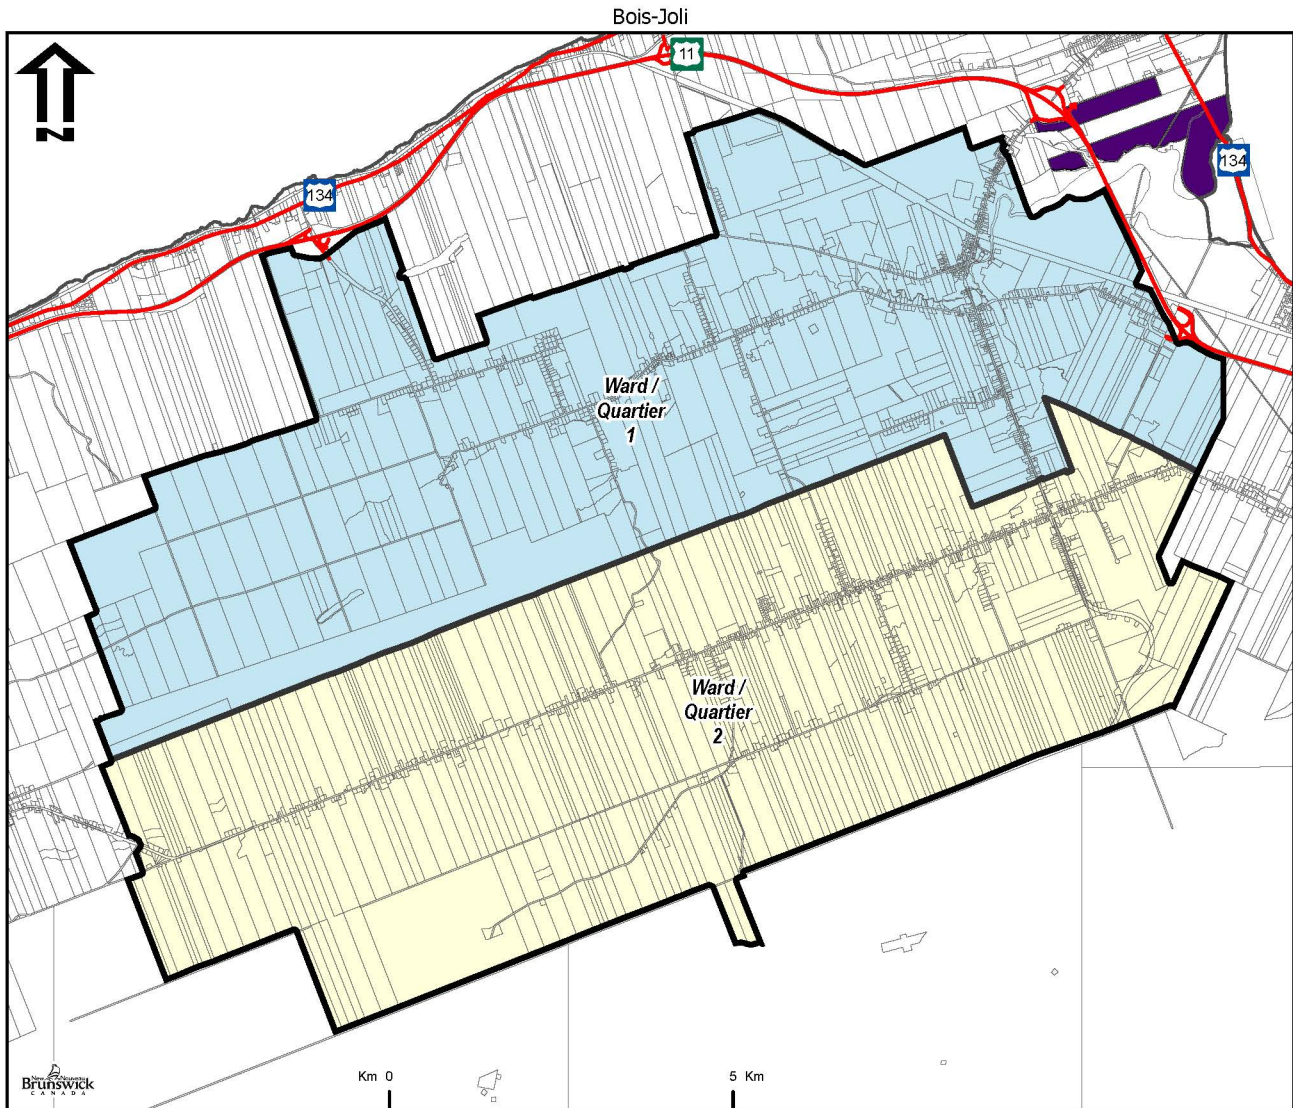 Bois-Joli
N
11
134
134
Ward /
Quartier
1
Ward /
Quartier
2
New Nouveau
Brunswick
CANADA
Km 0
5 Km